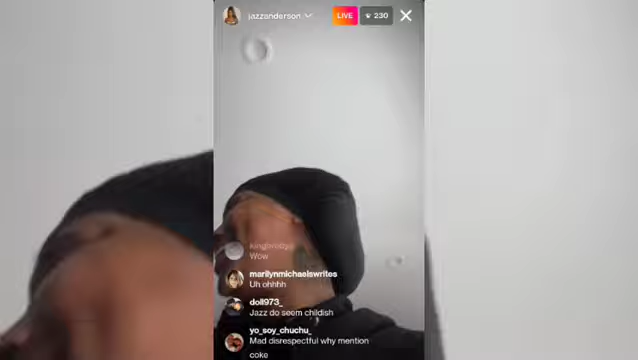 jazzanderson
LIVE
230
Wow
marilynmichaelswrites
Uh ohhhh
doll973_
Jazz do seem childish
yo_soy_chuchu_
Mad disrespectful why mention
coke